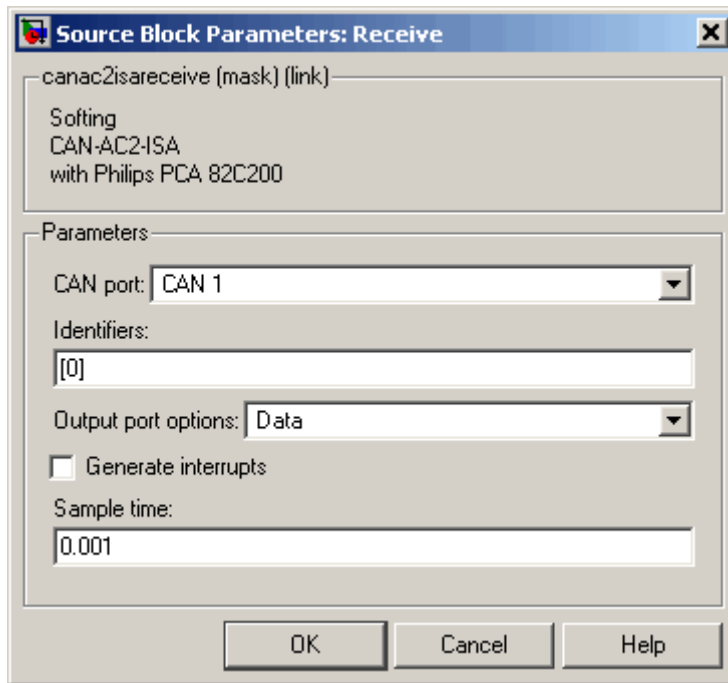 Source Block Parameters: Receive
canac2isareceive (mask) (link)
Softing
CAN-AC2-ISA
with Philips PCA 82C200
Parameters
CAN port: CAN 1
Identifiers:
[0]
Output port options: Data
Generate interrupts
Sample time:
0.001
OK Cancel Help